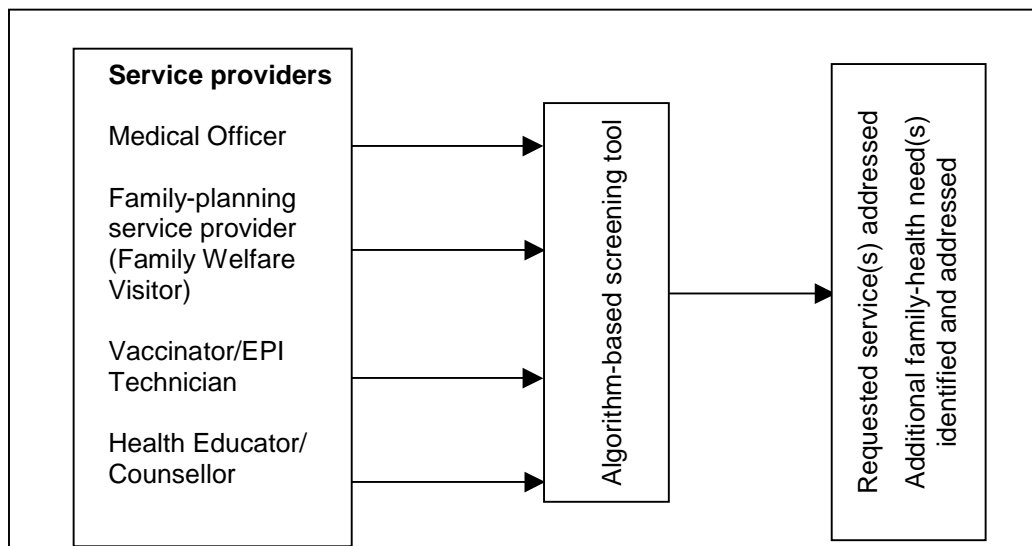 Service providers
Medical Officer
Family-planning
service provider
(Family Welfare
Visitor)
Vaccinator/EPI
Technician
Health Educator/
Counsellor
Algorithm-based screening tool
Requested service(s) addressed
Additional family-health need(s)
identified and addressed